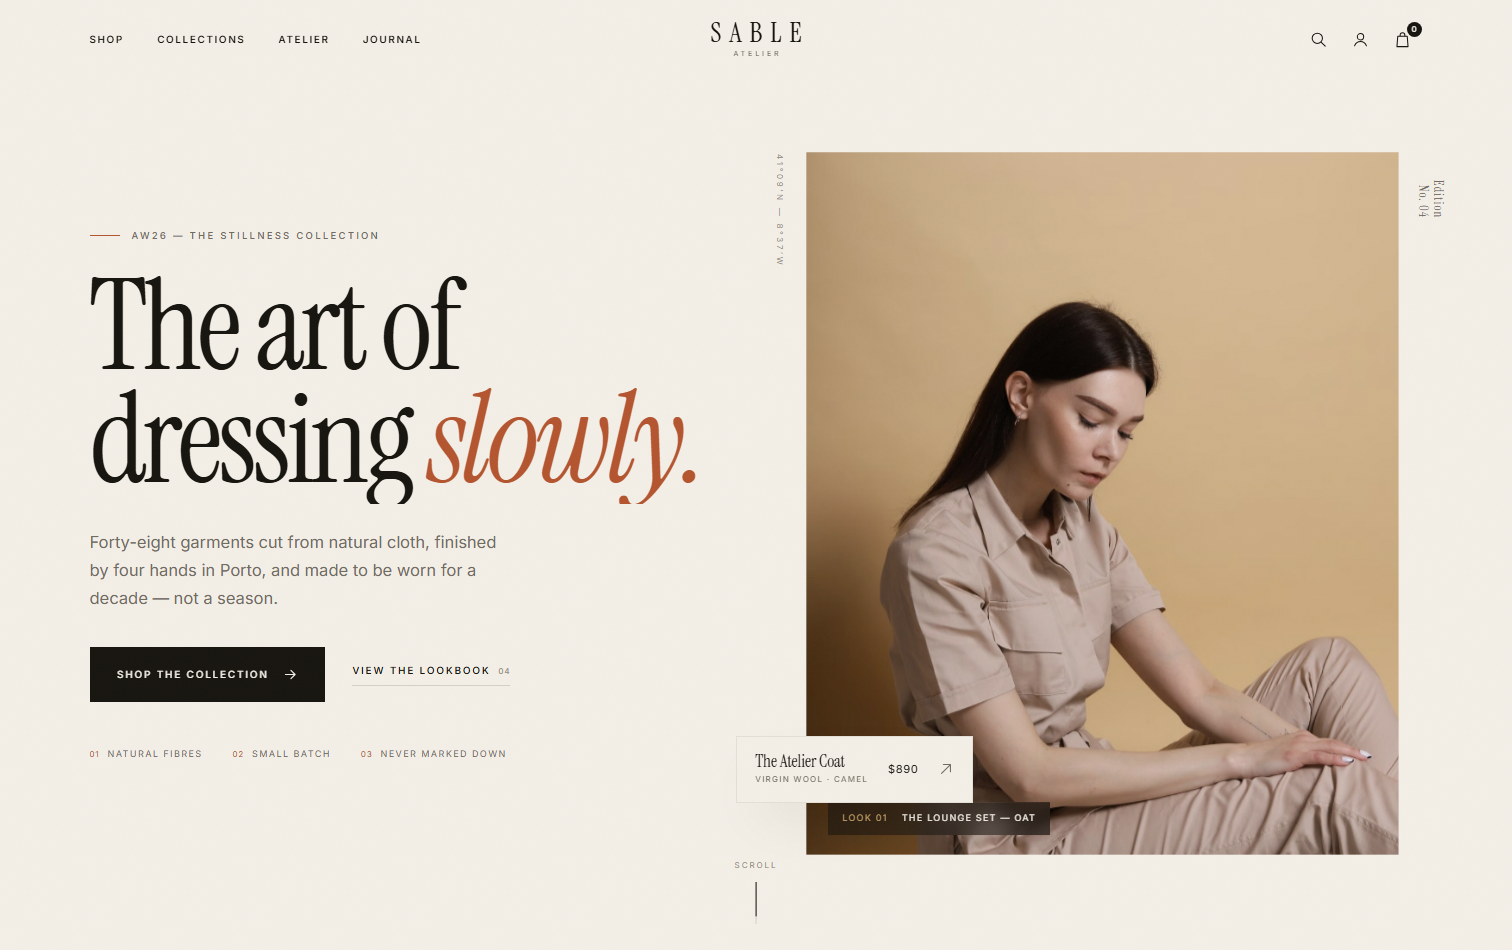 SHOP
COLLECTIONS
ATELIER
JOURNAL
SABLE
ATELIER
0
AW26 — THE STILLNESS COLLECTION
The art of
dressing slowly.
Forty-eight garments cut from natural cloth, finished
by four hands in Porto, and made to be worn for a
decade — not a season.
SHOP THE COLLECTION →
VIEW THE LOOKBOOK 04
01 NATURAL FIBRES
02 SMALL BATCH
03 NEVER MARKED DOWN
41°09'N — 8°37'W
Edition
No. 04
The Atelier Coat
VIRGIN WOOL · CAMEL
$890
LOOK 01 THE LOUNGE SET — OAT
SCROLL